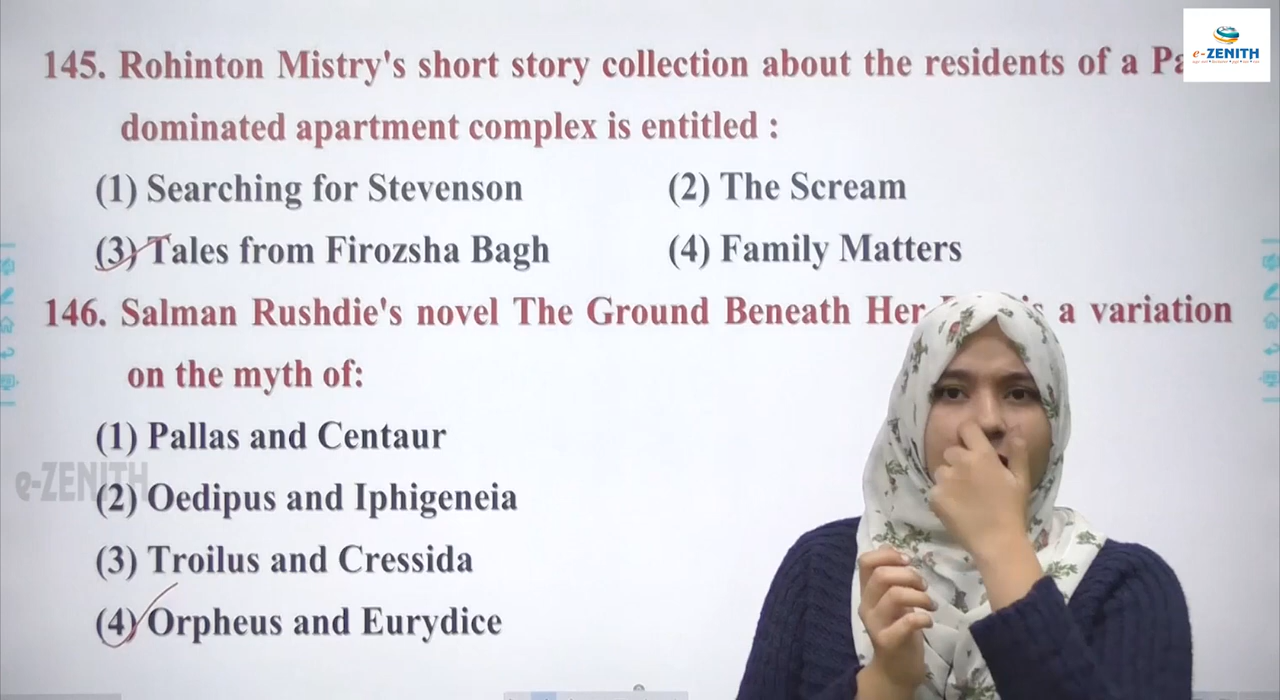 e-ZENITH
145. Rohinton Mistry's short story collection about the residents of a
dominated apartment complex is entitled :
(1) Searching for Stevenson (2) The Scream
(3) Tales from Firozsha Bagh (4) Family Matters
146. Salman Rushdie's novel The Ground Beneath Her a variation
on the myth of:
(1) Pallas and Centaur
e-ZENITH
(2) Oedipus and Iphigeneia
(3) Troilus and Cressida
(4) Orpheus and Eurydice